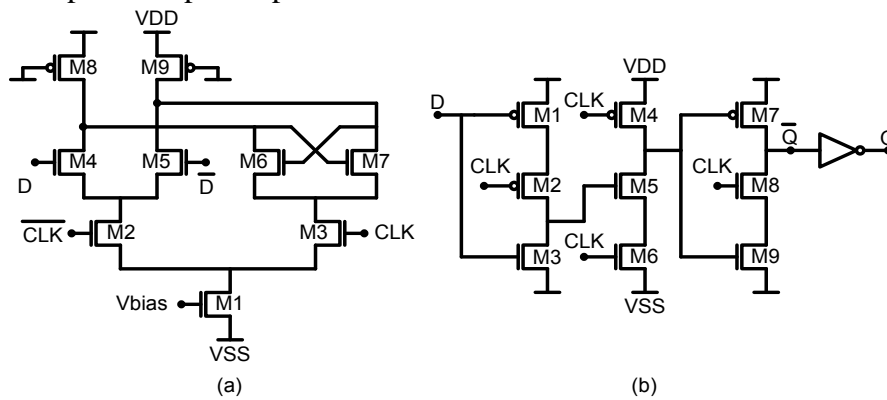 VDD
VDD
M8 M9 D M1 CLK M4 M7 Q̅ Q
M4 M5 M6 M7 CLK M2 M5 CLK M8
D D̅ CLK M3 CLK M6 M9
C̅L̅K̅ M2 M3 CLK
VSS
Vbias M1
VSS
(a) (b)